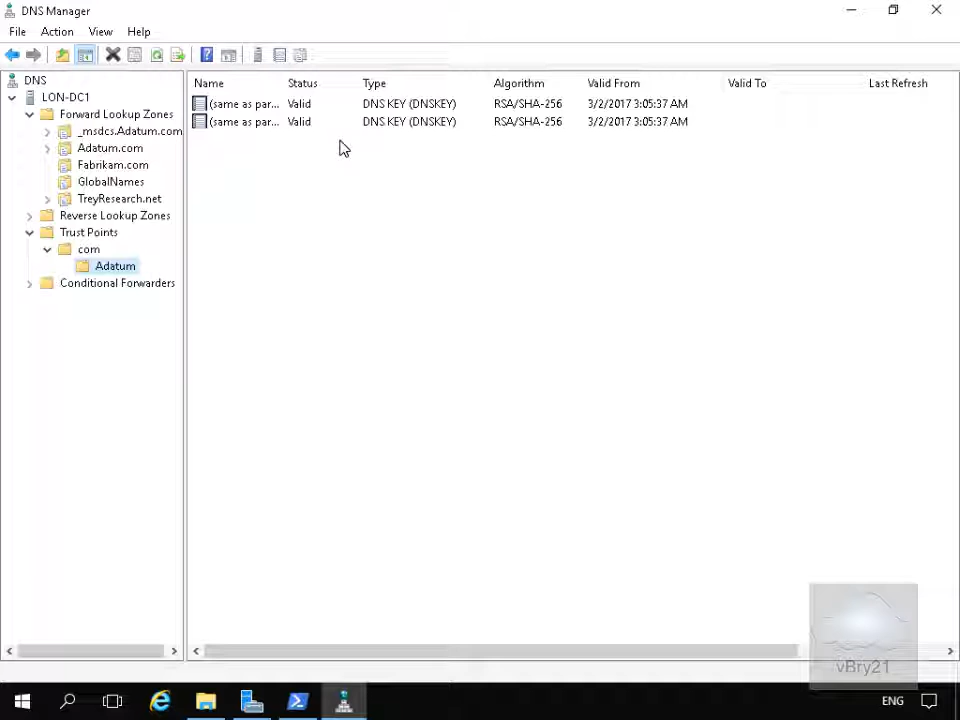 DNS Manager
File Action View Help
DNS
LON-DC1
Forward Lookup Zones
_msdcs.Adatum.com
Adatum.com
Fabrikam.com
GlobalNames
TreyResearch.net
Reverse Lookup Zones
Trust Points
com
Adatum
Conditional Forwarders
Name Status Type Algorithm Valid From Valid To Last Refresh
(same as par... Valid DNS KEY (DNSKEY) RSA/SHA-256 3/2/2017 3:05:37 AM
(same as par... Valid DNS KEY (DNSKEY) RSA/SHA-256 3/2/2017 3:05:37 AM
vBry21
ENG